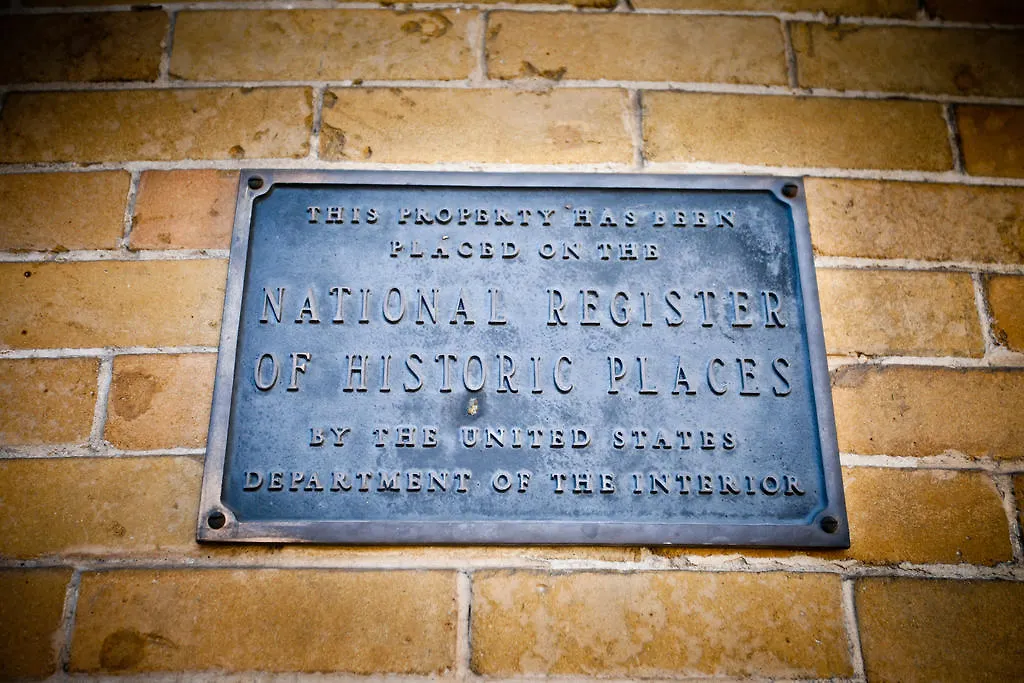 THIS PROPERTY HAS BEEN
PLACED ON THE
NATIONAL REGISTER
OF HISTORIC PLACES
BY THE UNITED STATES
DEPARTMENT OF THE INTERIOR